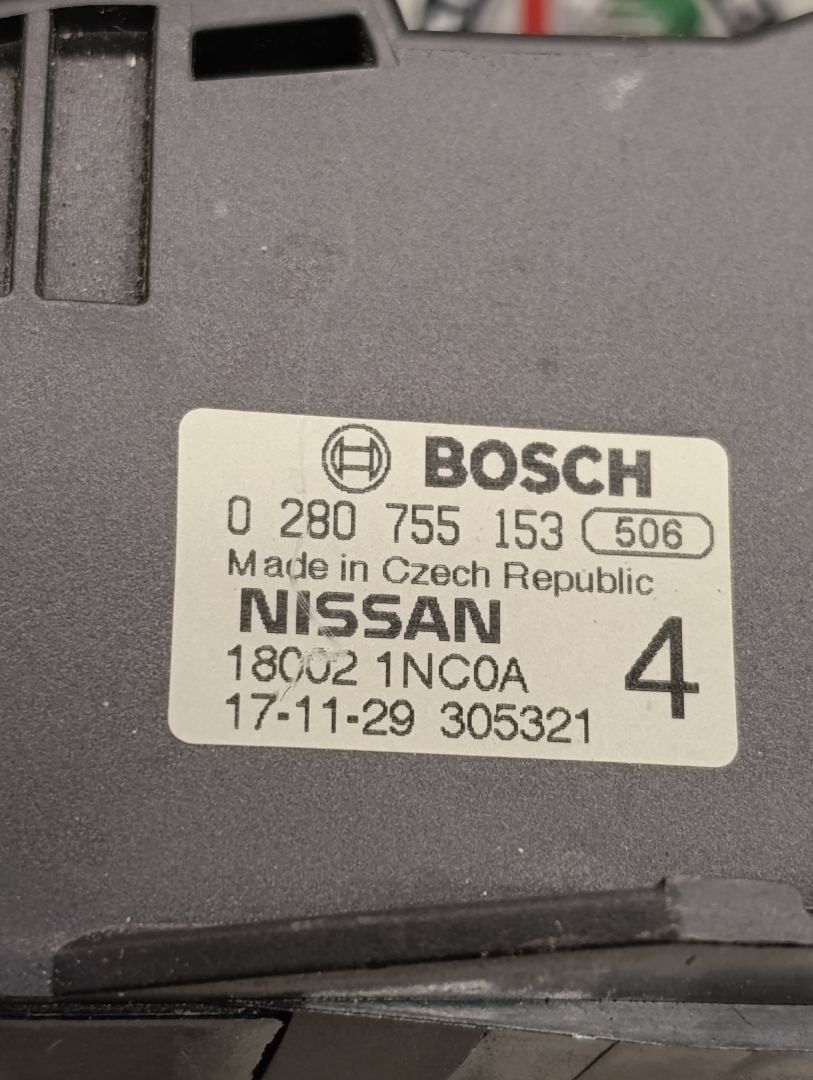 BOSCH
0 280 755 153 506
Made in Czech Republic
NISSAN
18002 1NC0A 4
17-11-29 305321